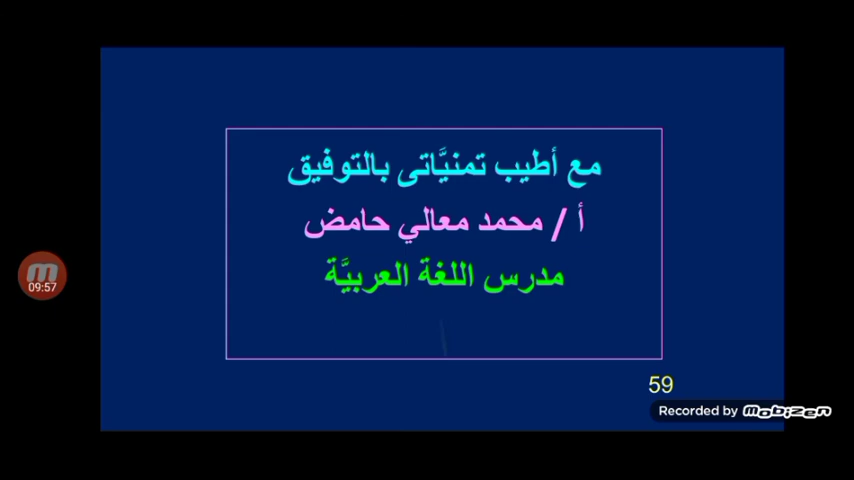 مع أطيب تمنيَّاتى بالتوفيق
أ / محمد معالي حامض
مدرس اللغة العربيَّة
59
09:57
Recorded by Mobizen